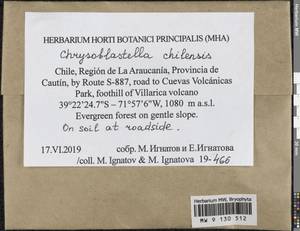 HERBARIUM HORTI BOTANICI PRINCIPALIS (MHA)
Chrysoblastella chilensis
Chile, Región de La Araucanía, Provincia de
Cautín, by Route S-887, road to Cuevas Volcánicas
Park, foothill of Villarica volcano
39°22'24.7"S – 71°57'6"W, 1080 m a.s.l.
Evergreen forest on gentle slope.
On soil at roadside.
17.VI.2019 собр. М. Игнатов и Е.Игнатова
/coll. M. Ignatov & M. Ignatova 19-466
Herbarium MW, Bryophyta
MW 9 130 512